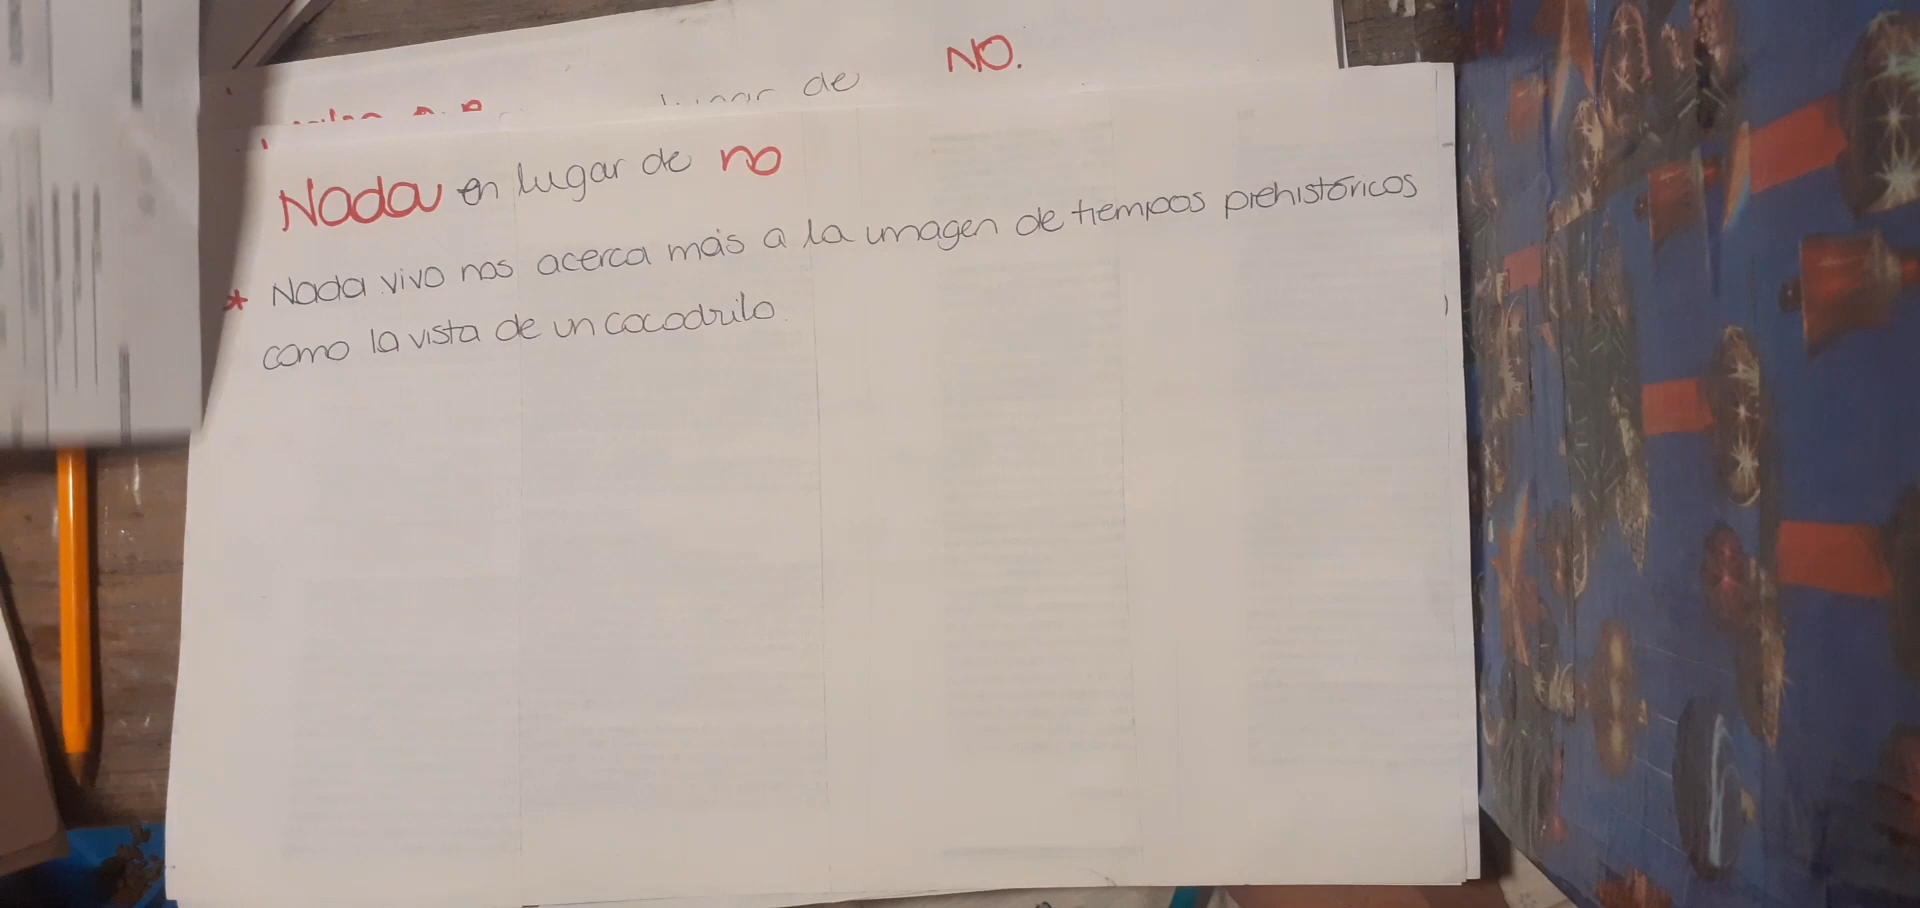 de NO.
Nada en lugar de no
* Nada vivo nos acerca más a la imagen de tiempos prehistóricos
como la vista de un cocodrilo.